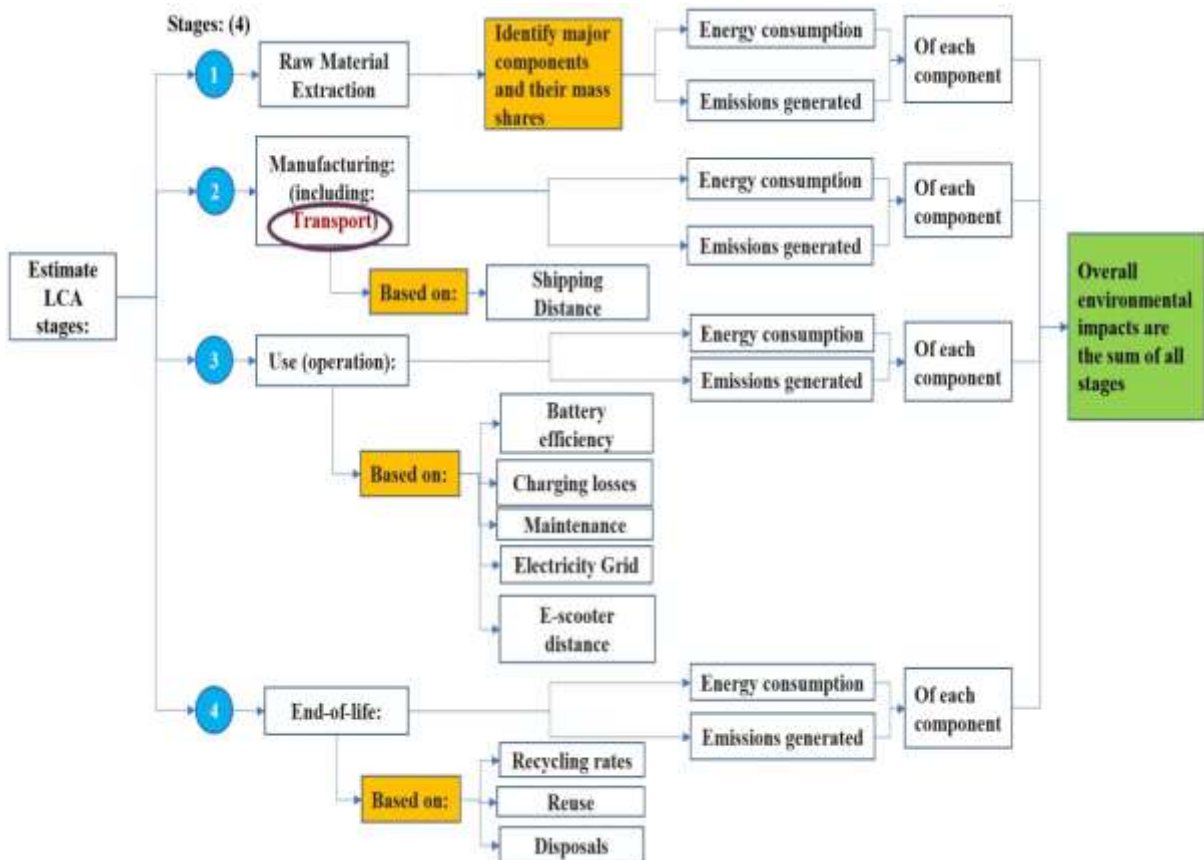 Stages: (4)
1
Raw Material
Extraction
Identify major
components
and their mass
shares
Energy consumption
Emissions generated
Of each
component
2
Manufacturing:
(including:
Transport)
Energy consumption
Emissions generated
Of each
component
Based on:
Shipping
Distance
Estimate
LCA
stages:
3
Use (operation):
Energy consumption
Emissions generated
Of each
component
Based on:
Battery
efficiency
Charging losses
Maintenance
Electricity Grid
E-scooter
distance
4
End-of-life:
Energy consumption
Emissions generated
Of each
component
Based on:
Recycling rates
Reuse
Disposals
Overall
environmental
impacts are
the sum of all
stages